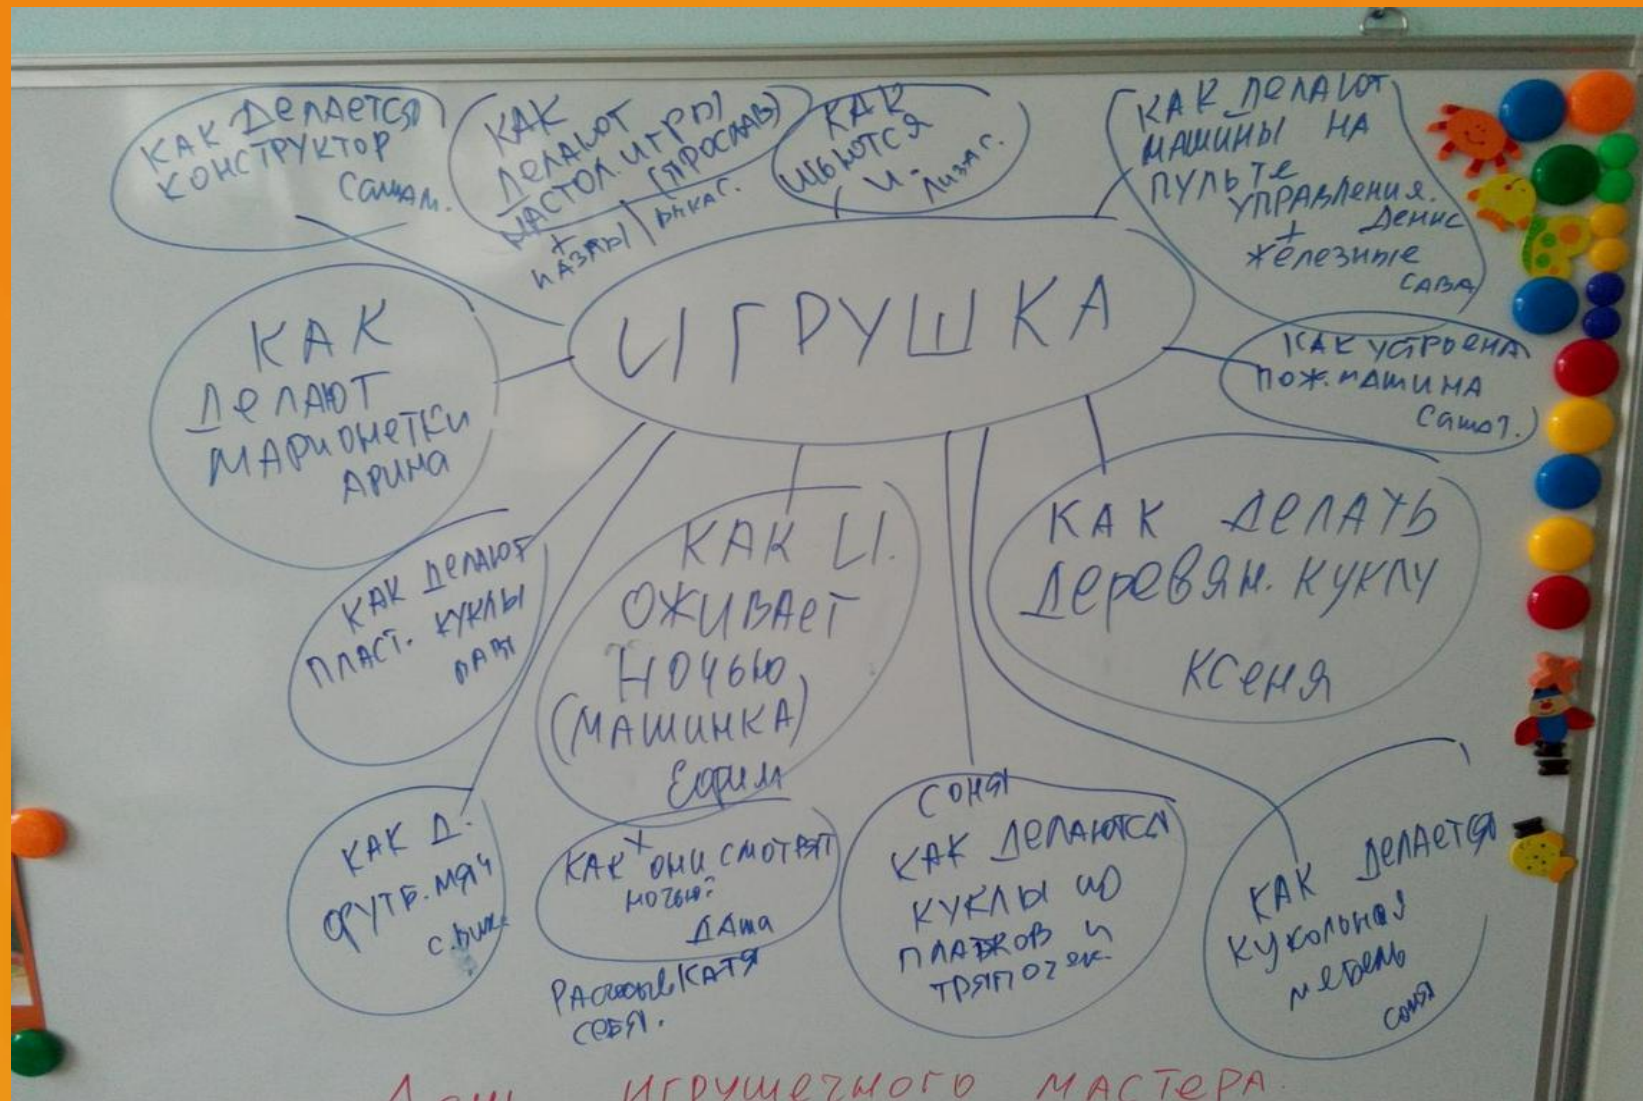 КАК ДЕЛАЕТСЯ
КОНСТРУКТОР
САША М.
КАК
ДЕЛАЮТ
НАСТОЛ. ИГРЫ
(ЯРОСЛАВ)
+
ПАЗЛЫ
КАК
ШЬЮТСЯ
И.
ЛИЗА Г.
КАК ДЕЛАЮТ
МАШИНЫ НА
ПУЛЬТЕ
УПРАВЛЕНИЯ.
+ ДЕНИС
ЖЕЛЕЗНЫЕ
САВА
ИГРУШКА
КАК УСТРОЕНА
ПОЖ. МАШИНА
Саша Т.
КАК
ДЕЛАЮТ
МАРИОНЕТКИ
АРИНА
КАК ДЕЛАЮТ
ПЛАСТ. КУКЛЫ
КАК И.
ОЖИВАЕТ
НОЧЬЮ
(МАШИНКА)
Ефим
КАК ДЕЛАТЬ
ДЕРЕВЯН. КУКЛУ
КСЕНЯ
КАК Д.
ФУТБ. МЯЧ
КАК ОНИ СМОТРЯТ
НОЧЬЮ?
ДАША
КАТЯ
СЕБЯ.
СОНЯ
КАК ДЕЛАЮТСЯ
КУКЛЫ ИЗ
ПЛАТКОВ И
ТРЯПОЧЕК
КАК ДЕЛАЕТСЯ
КУКОЛЬНАЯ
МЕБЕЛЬ
СОНЯ
ИГРУШЕЧНОГО МАСТЕРА.